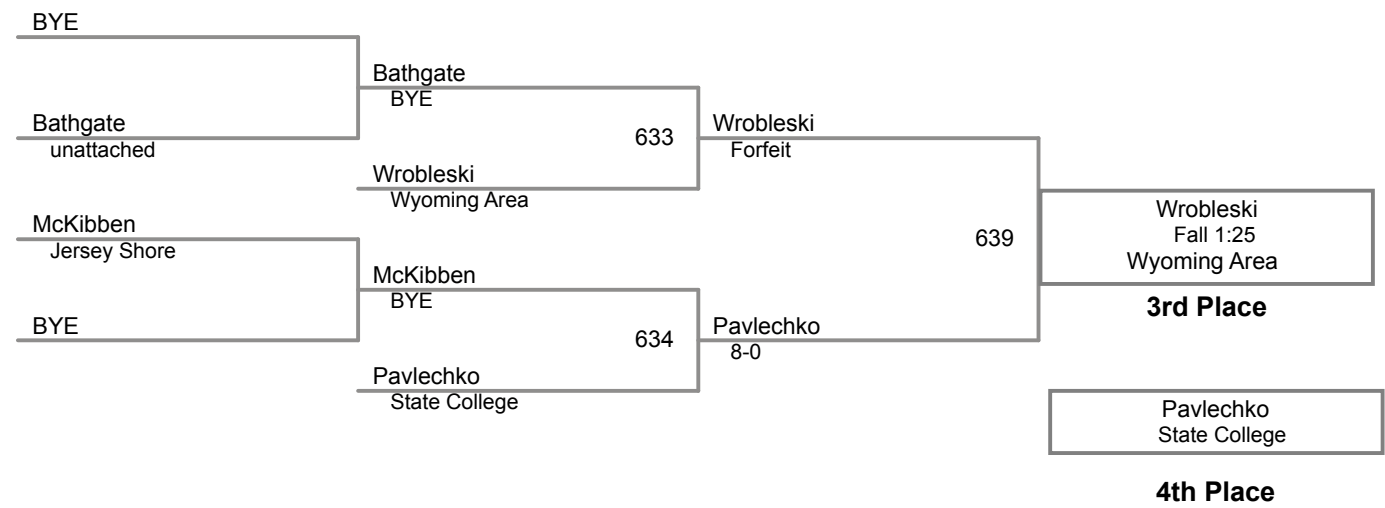 BYE
Bathgate
BYE
Bathgate
unattached
633
Wrobleski
Forfeit
Wrobleski
Wyoming Area
McKibben
Jersey Shore
639
Wrobleski
Fall 1:25
Wyoming Area
3rd Place
McKibben
BYE
BYE
634
Pavlechko
8-0
Pavlechko
State College
Pavlechko
State College
4th Place